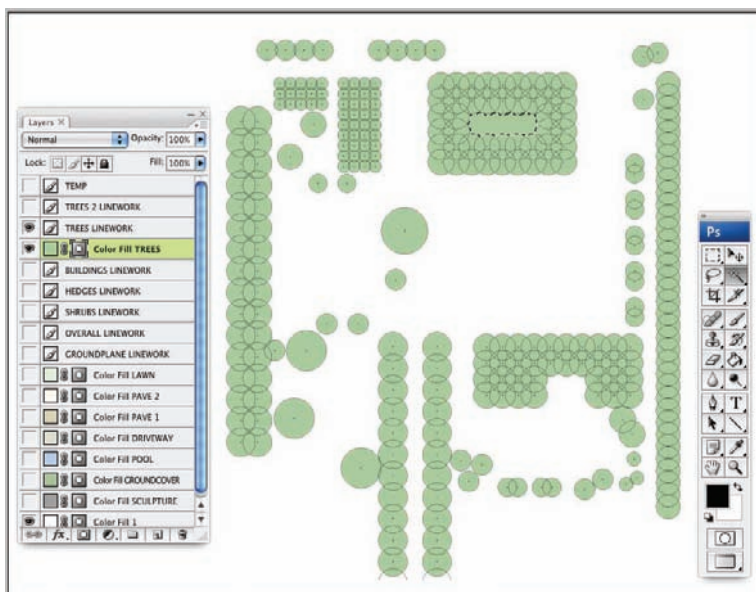 Layers ×
Normal
Opacity: 100%
Lock:
Fill: 100%
TEMP
TREES 2 LINEWORK
TREES LINEWORK
Color Fill TREES
BUILDINGS LINEWORK
HEDGES LINEWORK
SHRUBS LINEWORK
OVERALL LINEWORK
GROUNDPLANE LINEWORK
Color Fill LAWN
Color Fill PAVE 2
Color Fill PAVE 1
Color Fill DRIVEWAY
Color Fill POOL
Color Fill GROUNDCOVER
Color Fill SCULPTURE
Color Fill 1
fx.
Ps
T